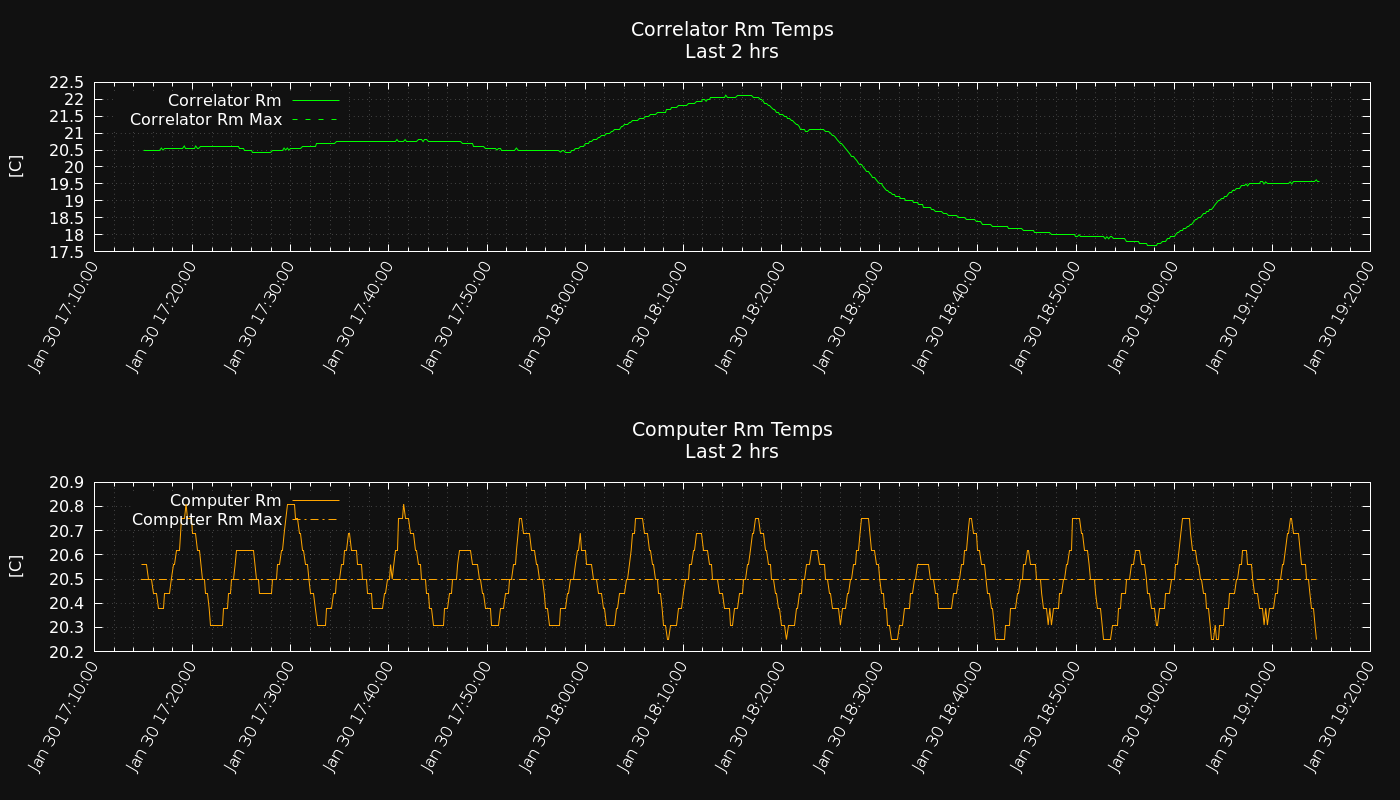 Correlator Rm Temps
Last 2 hrs
22.5
22
21.5
21
20.5
20
19.5
19
18.5
18
17.5
[C]
Correlator Rm
Correlator Rm Max
Jan 30 17:10:00
Jan 30 17:20:00
Jan 30 17:30:00
Jan 30 17:40:00
Jan 30 17:50:00
Jan 30 18:00:00
Jan 30 18:10:00
Jan 30 18:20:00
Jan 30 18:30:00
Jan 30 18:40:00
Jan 30 18:50:00
Jan 30 19:00:00
Jan 30 19:10:00
Jan 30 19:20:00
Computer Rm Temps
Last 2 hrs
20.9
20.8
20.7
20.6
20.5
20.4
20.3
20.2
[C]
Computer Rm
Computer Rm Max
Jan 30 17:10:00
Jan 30 17:20:00
Jan 30 17:30:00
Jan 30 17:40:00
Jan 30 17:50:00
Jan 30 18:00:00
Jan 30 18:10:00
Jan 30 18:20:00
Jan 30 18:30:00
Jan 30 18:40:00
Jan 30 18:50:00
Jan 30 19:00:00
Jan 30 19:10:00
Jan 30 19:20:00